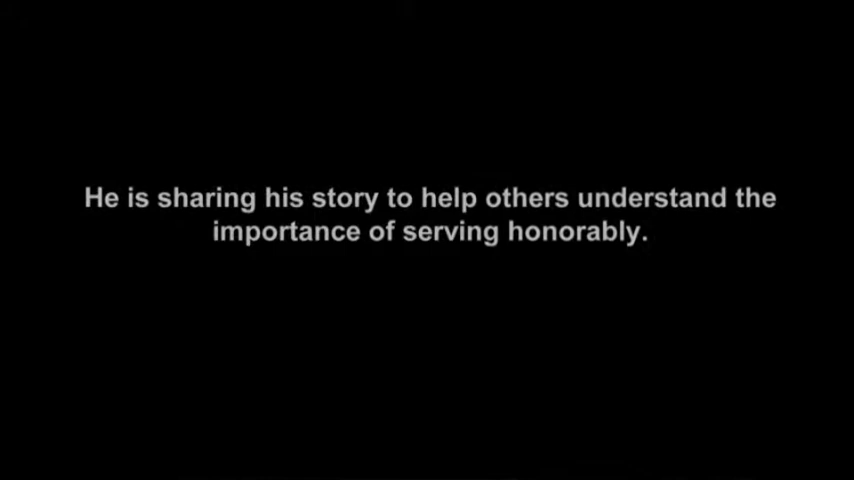 He is sharing his story to help others understand the
importance of serving honorably.